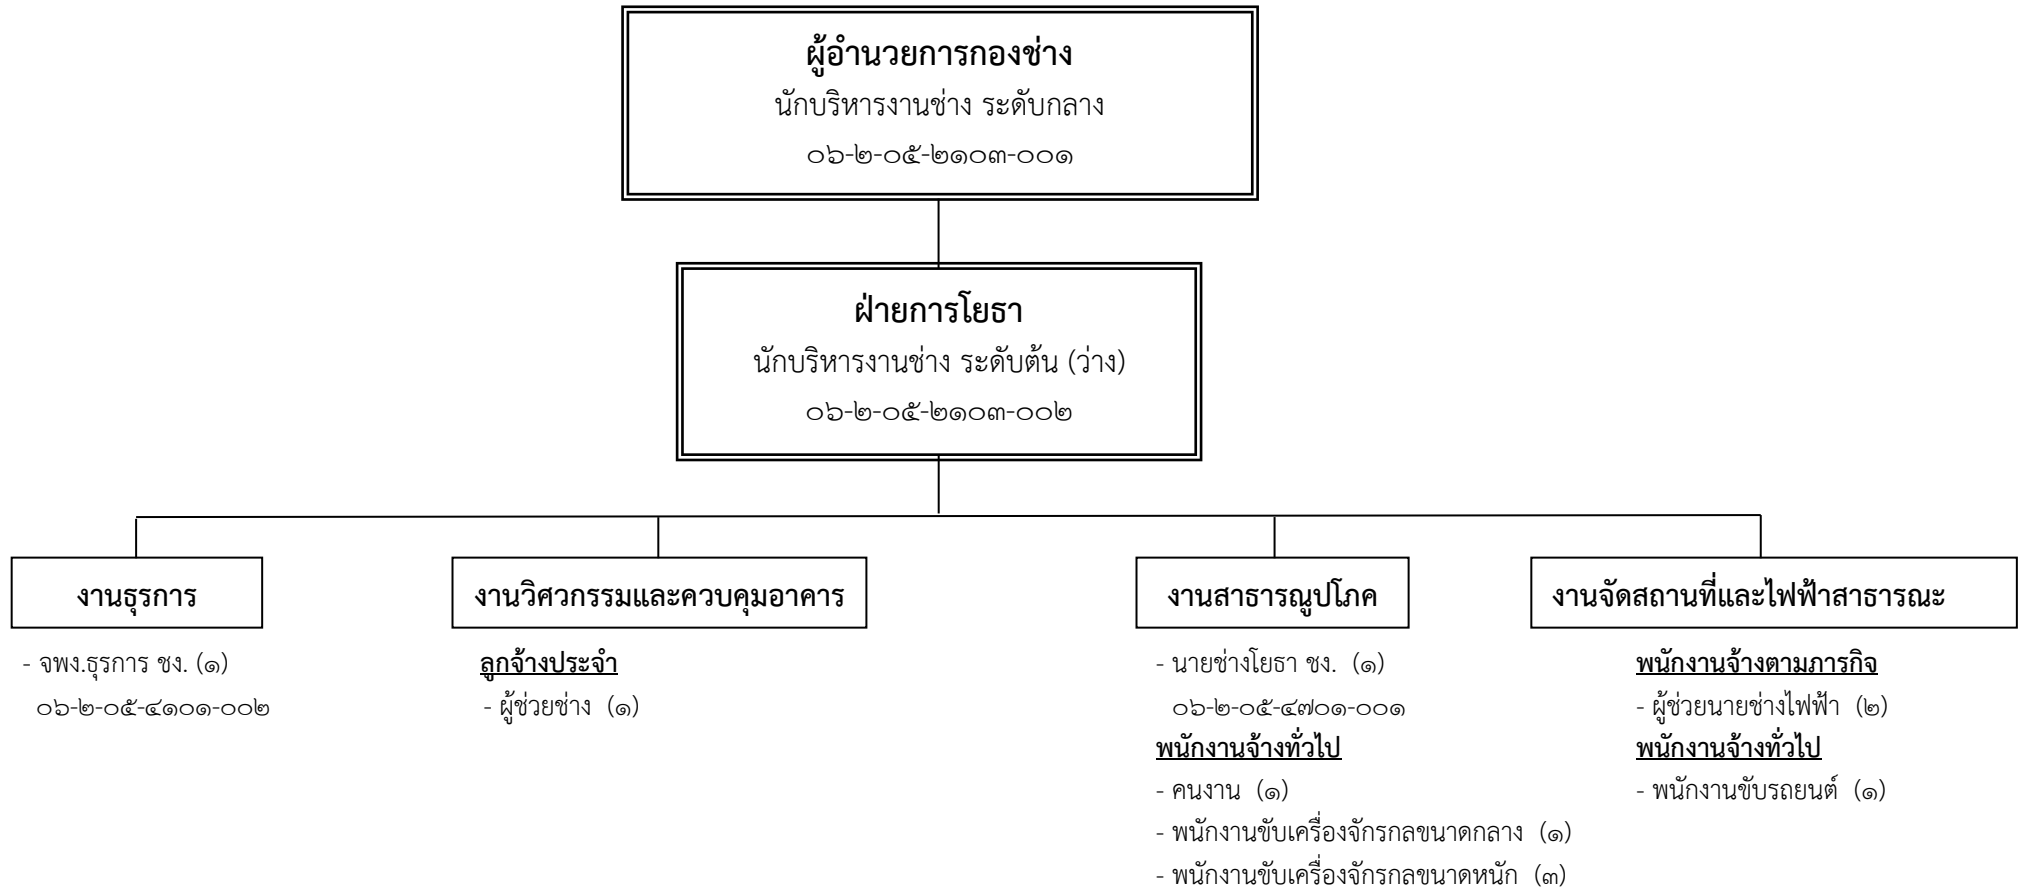 ผู้อำนวยการกองช่าง
นักบริหารงานช่าง ระดับกลาง
๐๖-๒-๐๕-๒๑๐๓-๐๐๑
ฝ่ายการโยธา
นักบริหารงานช่าง ระดับต้น (ว่าง)
๐๖-๒-๐๕-๒๑๐๓-๐๐๒
งานธุรการ
- จพง.ธุรการ ชง. (๑)
๐๖-๒-๐๕-๔๑๐๑-๐๐๒
งานวิศวกรรมและควบคุมอาคาร
ลูกจ้างประจำ
- ผู้ช่วยช่าง (๑)
งานสาธารณูปโภค
- นายช่างโยธา ชง. (๑)
๐๖-๒-๐๕-๔๗๐๑-๐๐๑
พนักงานจ้างทั่วไป
- คนงาน (๑)
- พนักงานขับเครื่องจักรกลขนาดกลาง (๑)
- พนักงานขับเครื่องจักรกลขนาดหนัก (๓)
งานจัดสถานที่และไฟฟ้าสาธารณะ
พนักงานจ้างตามภารกิจ
- ผู้ช่วยนายช่างไฟฟ้า (๒)
พนักงานจ้างทั่วไป
- พนักงานขับรถยนต์ (๑)